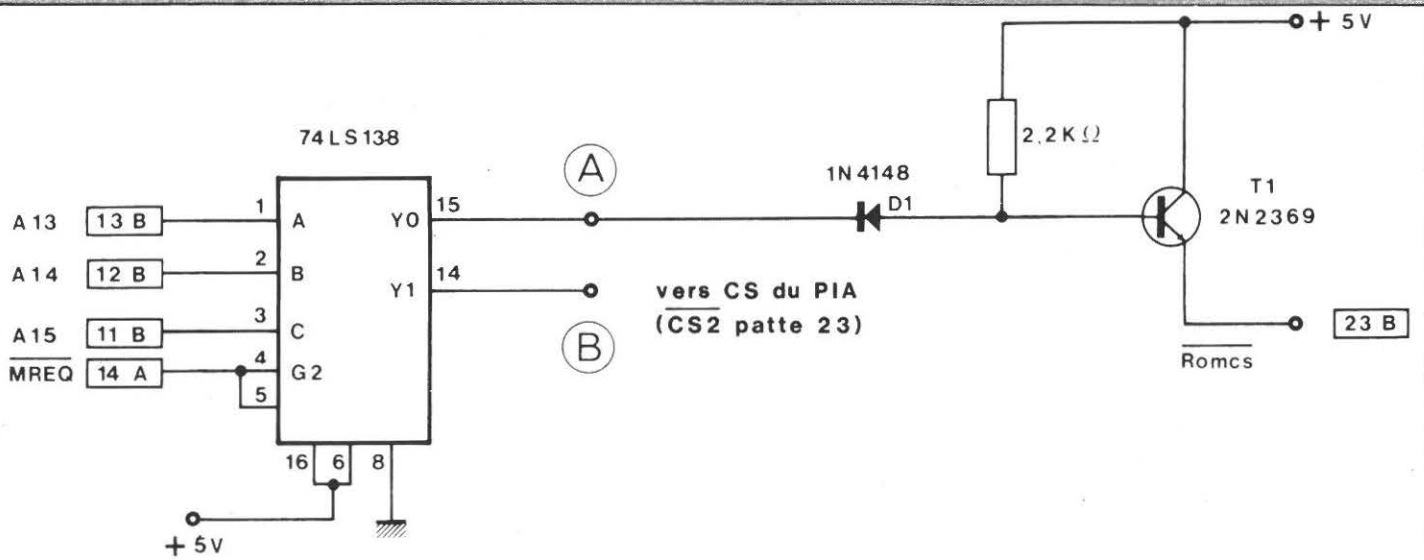 + 5V
74LS138
A
2,2KΩ
1N4148
D1
T1
2N2369
A13
13 B
1
A
Y0
15
A14
12 B
2
B
Y1
14
vers CS du PIA
(CS2 patte 23)
B
A15
11 B
3
C
MREQ
14 A
4
G2
5
23 B
Romcs
16
6
8
+ 5V